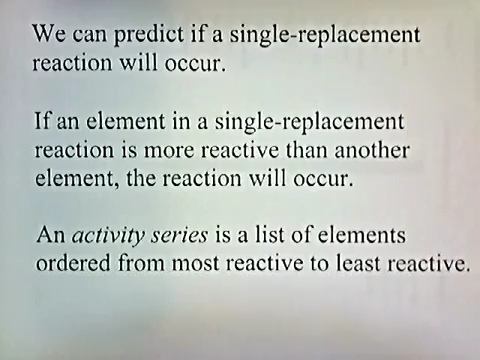 We can predict if a single-replacement
reaction will occur.
If an element in a single-replacement
reaction is more reactive than another
element, the reaction will occur.
An activity series is a list of elements
ordered from most reactive to least reactive.